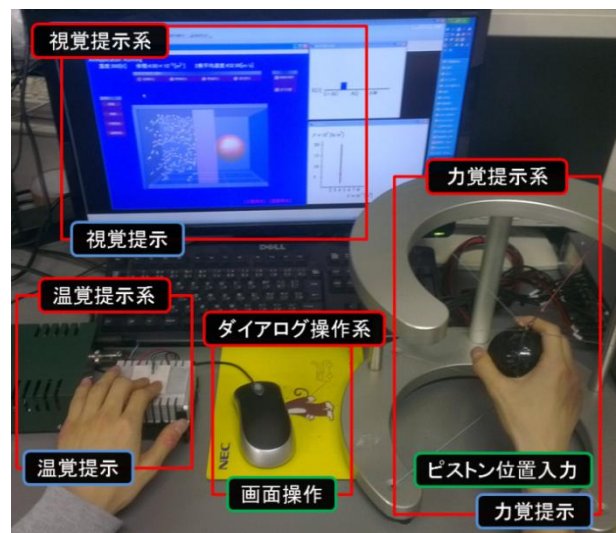 視覚提示系
視覚提示
力覚提示系
温覚提示系
ダイアログ操作系
DELL
NEC
温覚提示
画面操作
ピストン位置入力
力覚提示